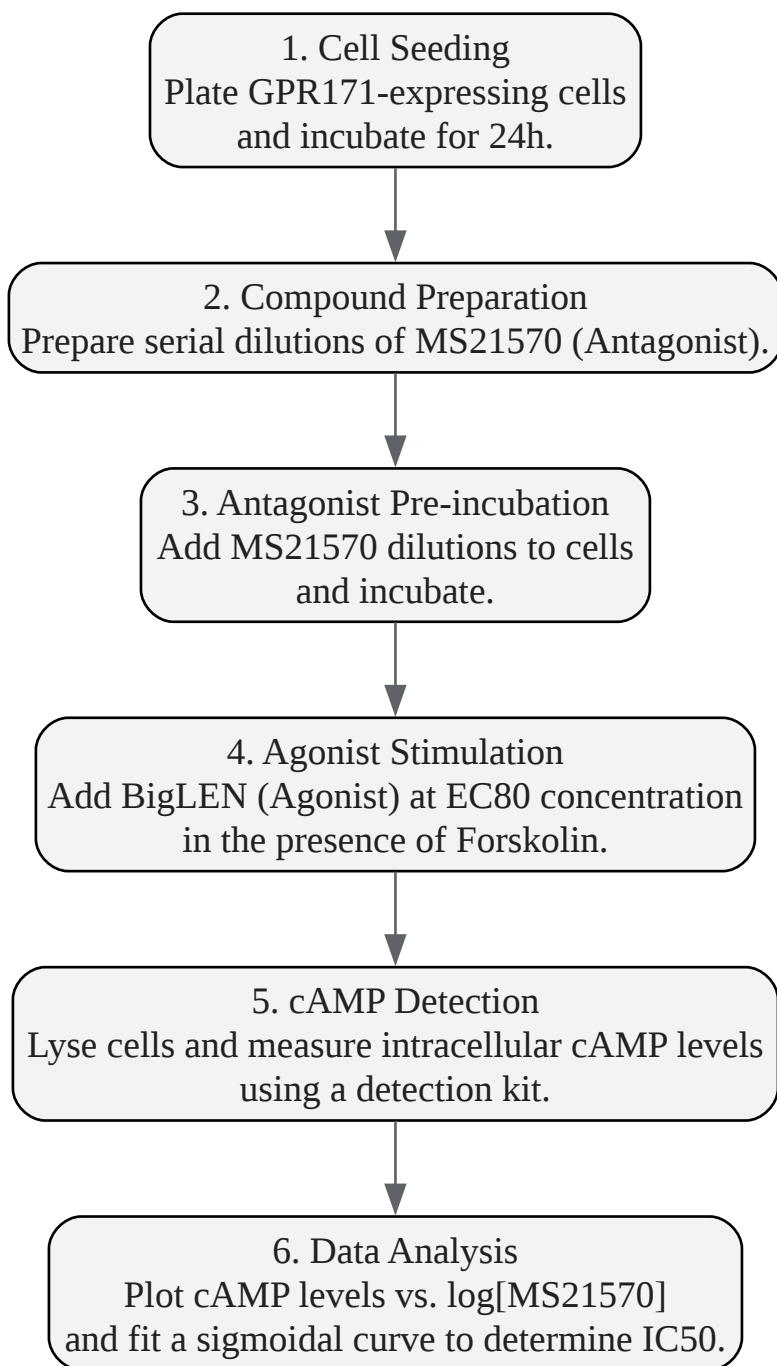 1. Cell Seeding
Plate GPR171-expressing cells
and incubate for 24h.
2. Compound Preparation
Prepare serial dilutions of MS21570 (Antagonist).
3. Antagonist Pre-incubation
Add MS21570 dilutions to cells
and incubate.
4. Agonist Stimulation
Add BigLEN (Agonist) at EC80 concentration
in the presence of Forskolin.
5. cAMP Detection
Lyse cells and measure intracellular cAMP levels
using a detection kit.
6. Data Analysis
Plot cAMP levels vs. log[MS21570]
and fit a sigmoidal curve to determine IC50.